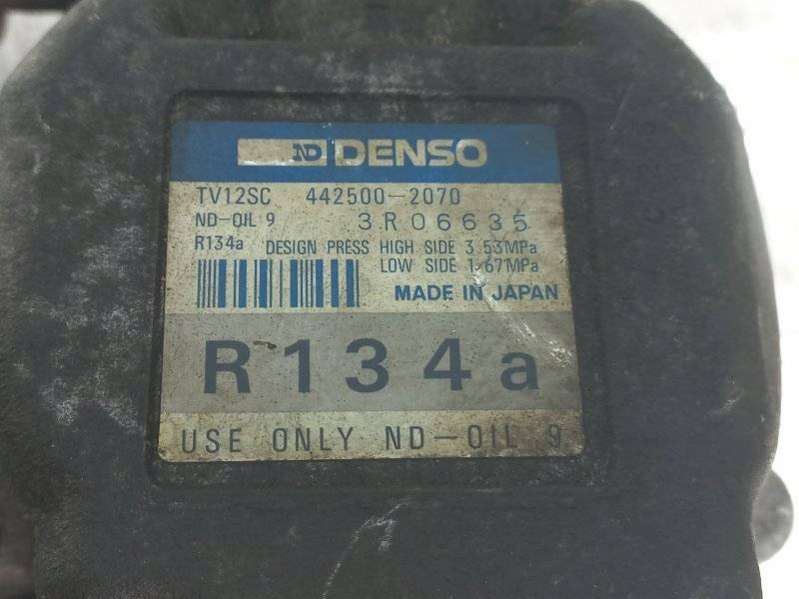 ND DENSO
TV12SC 442500-2070
ND-OIL 9 3R06635
R134a DESIGN PRESS HIGH SIDE 3.53MPa
LOW SIDE 1.67MPa
MADE IN JAPAN
R134a
USE ONLY ND-OIL 9